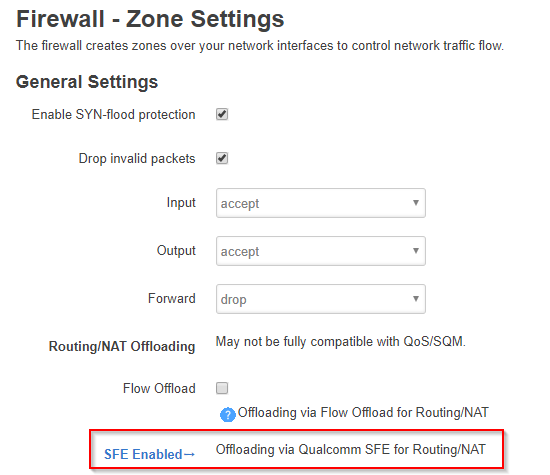 Firewall - Zone Settings
The firewall creates zones over your network interfaces to control network traffic flow.
General Settings
Enable SYN-flood protection
Drop invalid packets
Input accept
Output accept
Forward drop
Routing/NAT Offloading May not be fully compatible with QoS/SQM.
Flow Offload
? Offloading via Flow Offload for Routing/NAT
SFE Enabled→ Offloading via Qualcomm SFE for Routing/NAT